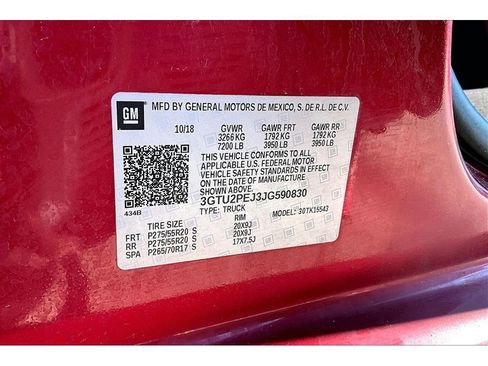 GM
MFD BY GENERAL MOTORS DE MEXICO, S. DE R.L. DE C.V.
10/18 GVWR GAWR FRT GAWR RR
3266 KG 1792 KG 1792 KG
7200 LB 3950 LB 3950 LB
THIS VEHICLE CONFORMS TO ALL
APPLICABLE U.S. FEDERAL MOTOR
VEHICLE SAFETY STANDARDS IN EFFECT
ON THE DATE OF MANUFACTURE
SHOWN ABOVE.
3GTU2PEJ3JG590830
434B TYPE: TRUCK MODEL: 30TK15543
TIRE SIZE RIM
FRT P275/55R20 S 20X9J
RR P275/55R20 S 20X9J
SPA P265/70R17 S 17X7.5J